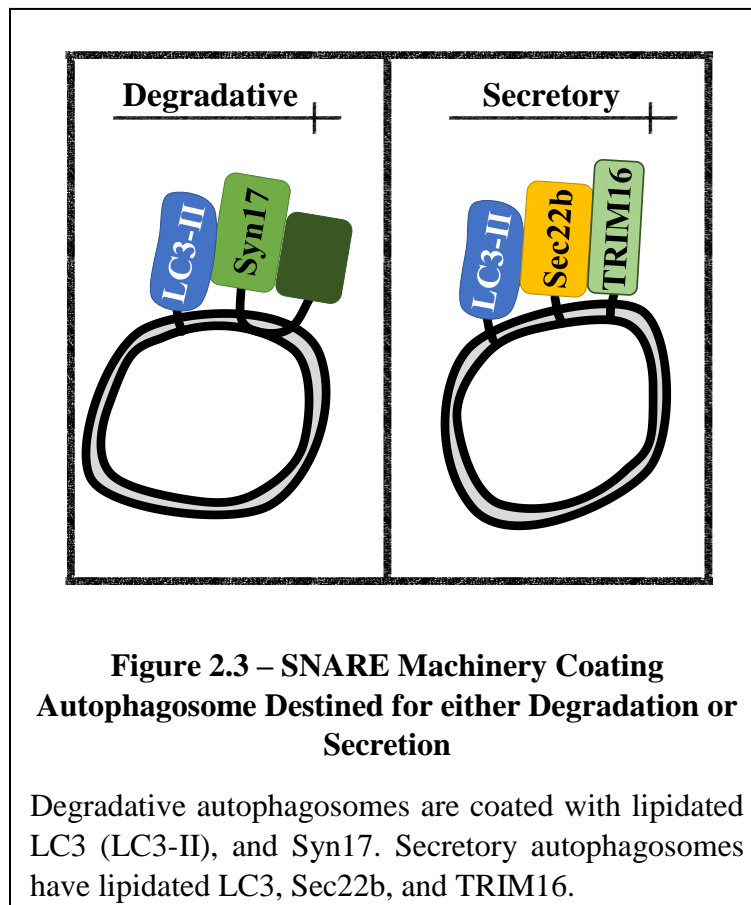 Degradative
Secretory
LC3-II
Syn17
LC3-II
Sec22b
TRIM16
Figure 2.3 – SNARE Machinery Coating
Autophagosome Destined for either Degradation or
Secretion
Degradative autophagosomes are coated with lipidated
LC3 (LC3-II), and Syn17. Secretory autophagosomes
have lipidated LC3, Sec22b, and TRIM16.